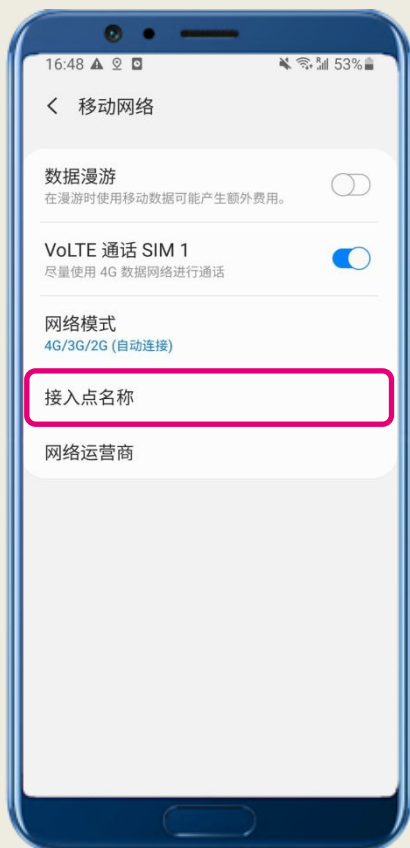 16:48 53%
移动网络
数据漫游
在漫游时使用移动数据可能产生额外费用。
VoLTE 通话 SIM 1
尽量使用 4G 数据网络进行通话
网络模式
4G/3G/2G (自动连接)
接入点名称
网络运营商